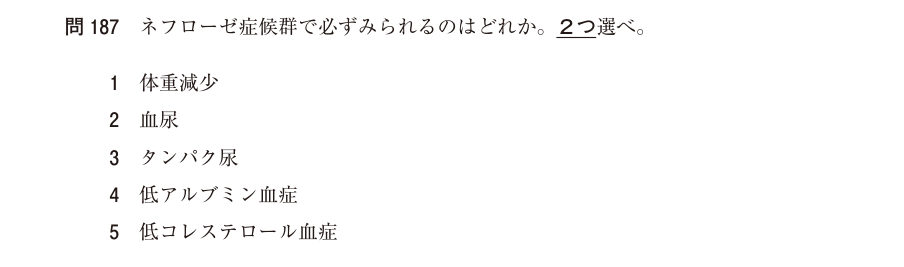 問 187 ネフローゼ症候群で必ずみられるのはどれか。２つ選べ。
1 体重減少
2 血尿
3 タンパク尿
4 低アルブミン血症
5 低コレステロール血症